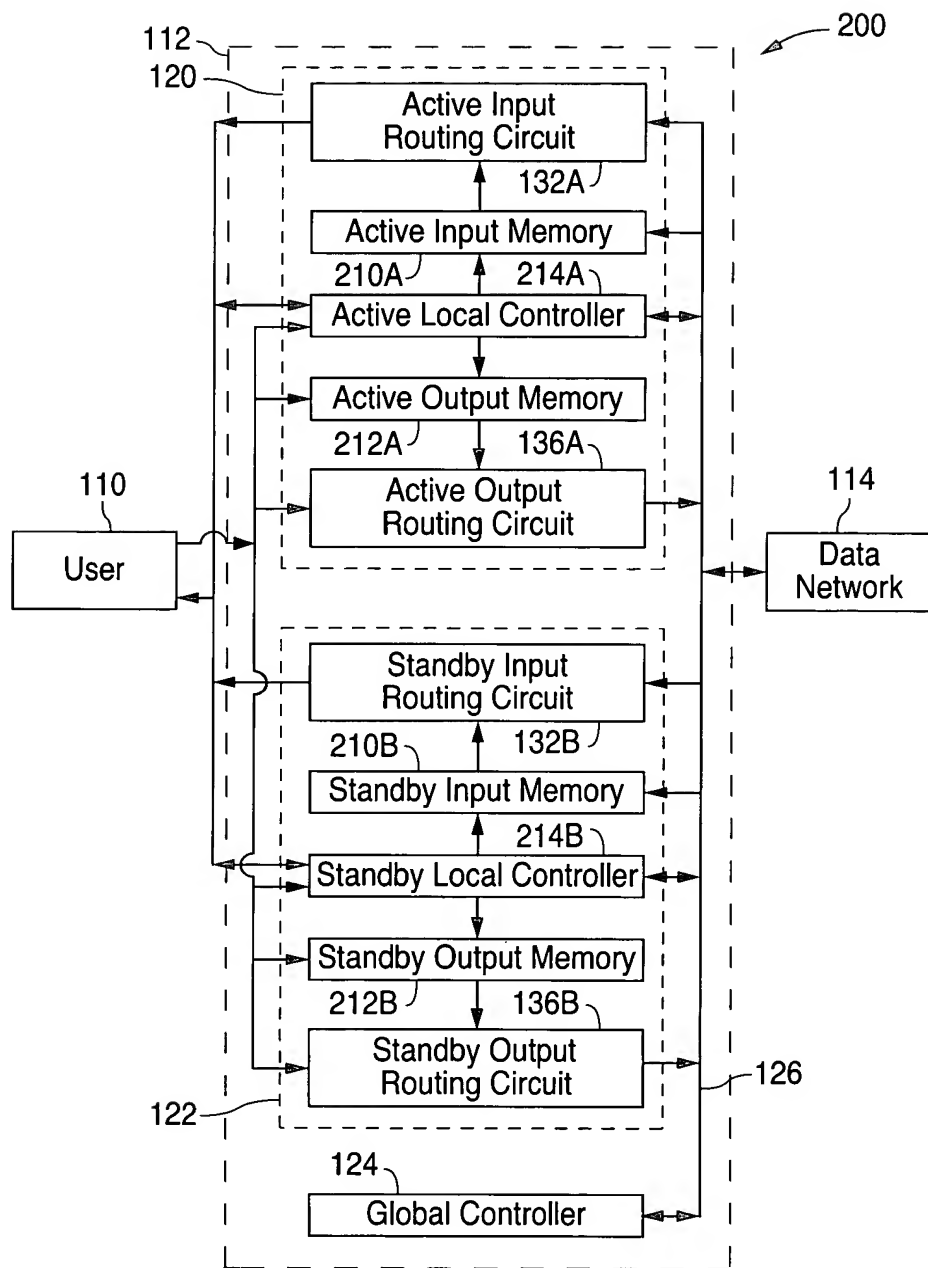 200
112
120
Active Input
Routing Circuit
132A
Active Input Memory
210A
214A
Active Local Controller
Active Output Memory
212A
136A
Active Output
Routing Circuit
110
User
114
Data
Network
Standby Input
Routing Circuit
210B
132B
Standby Input Memory
214B
Standby Local Controller
Standby Output Memory
212B
136B
Standby Output
Routing Circuit
126
122
124
Global Controller